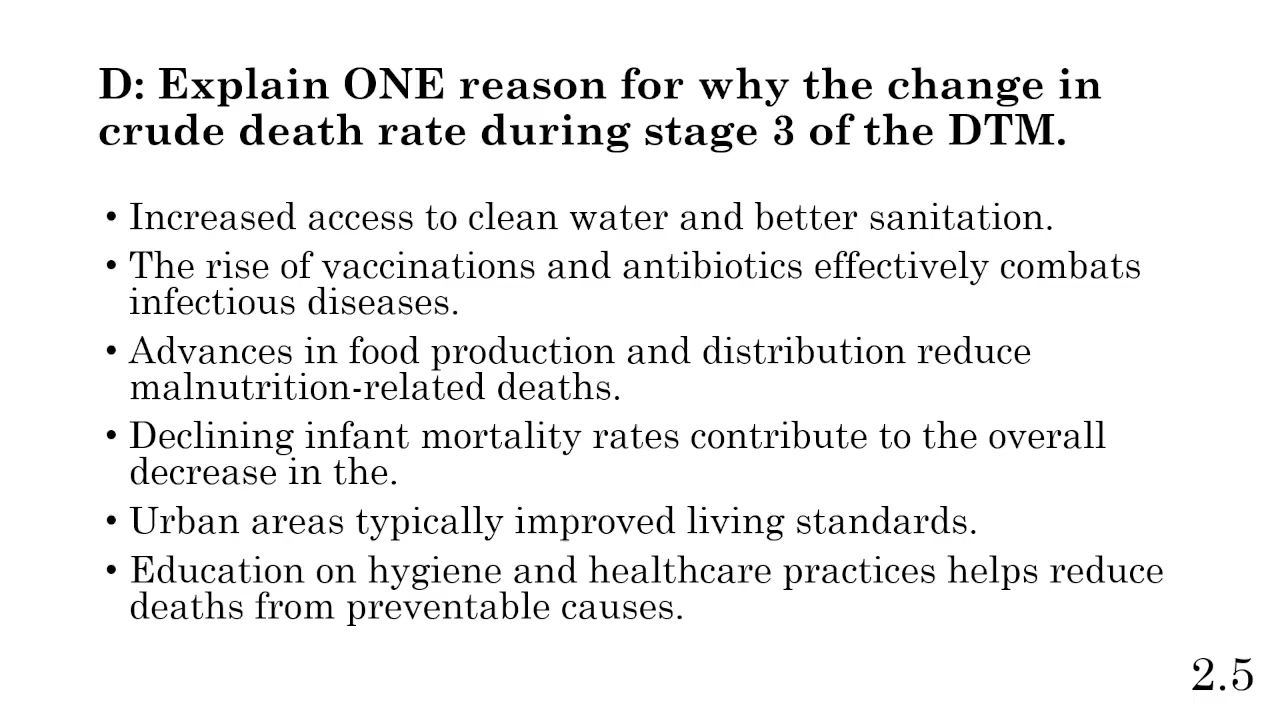 D: Explain ONE reason for why the change in
crude death rate during stage 3 of the DTM.
• Increased access to clean water and better sanitation.
• The rise of vaccinations and antibiotics effectively combats
infectious diseases.
• Advances in food production and distribution reduce
malnutrition-related deaths.
• Declining infant mortality rates contribute to the overall
decrease in the.
• Urban areas typically improved living standards.
• Education on hygiene and healthcare practices helps reduce
deaths from preventable causes.
2.5